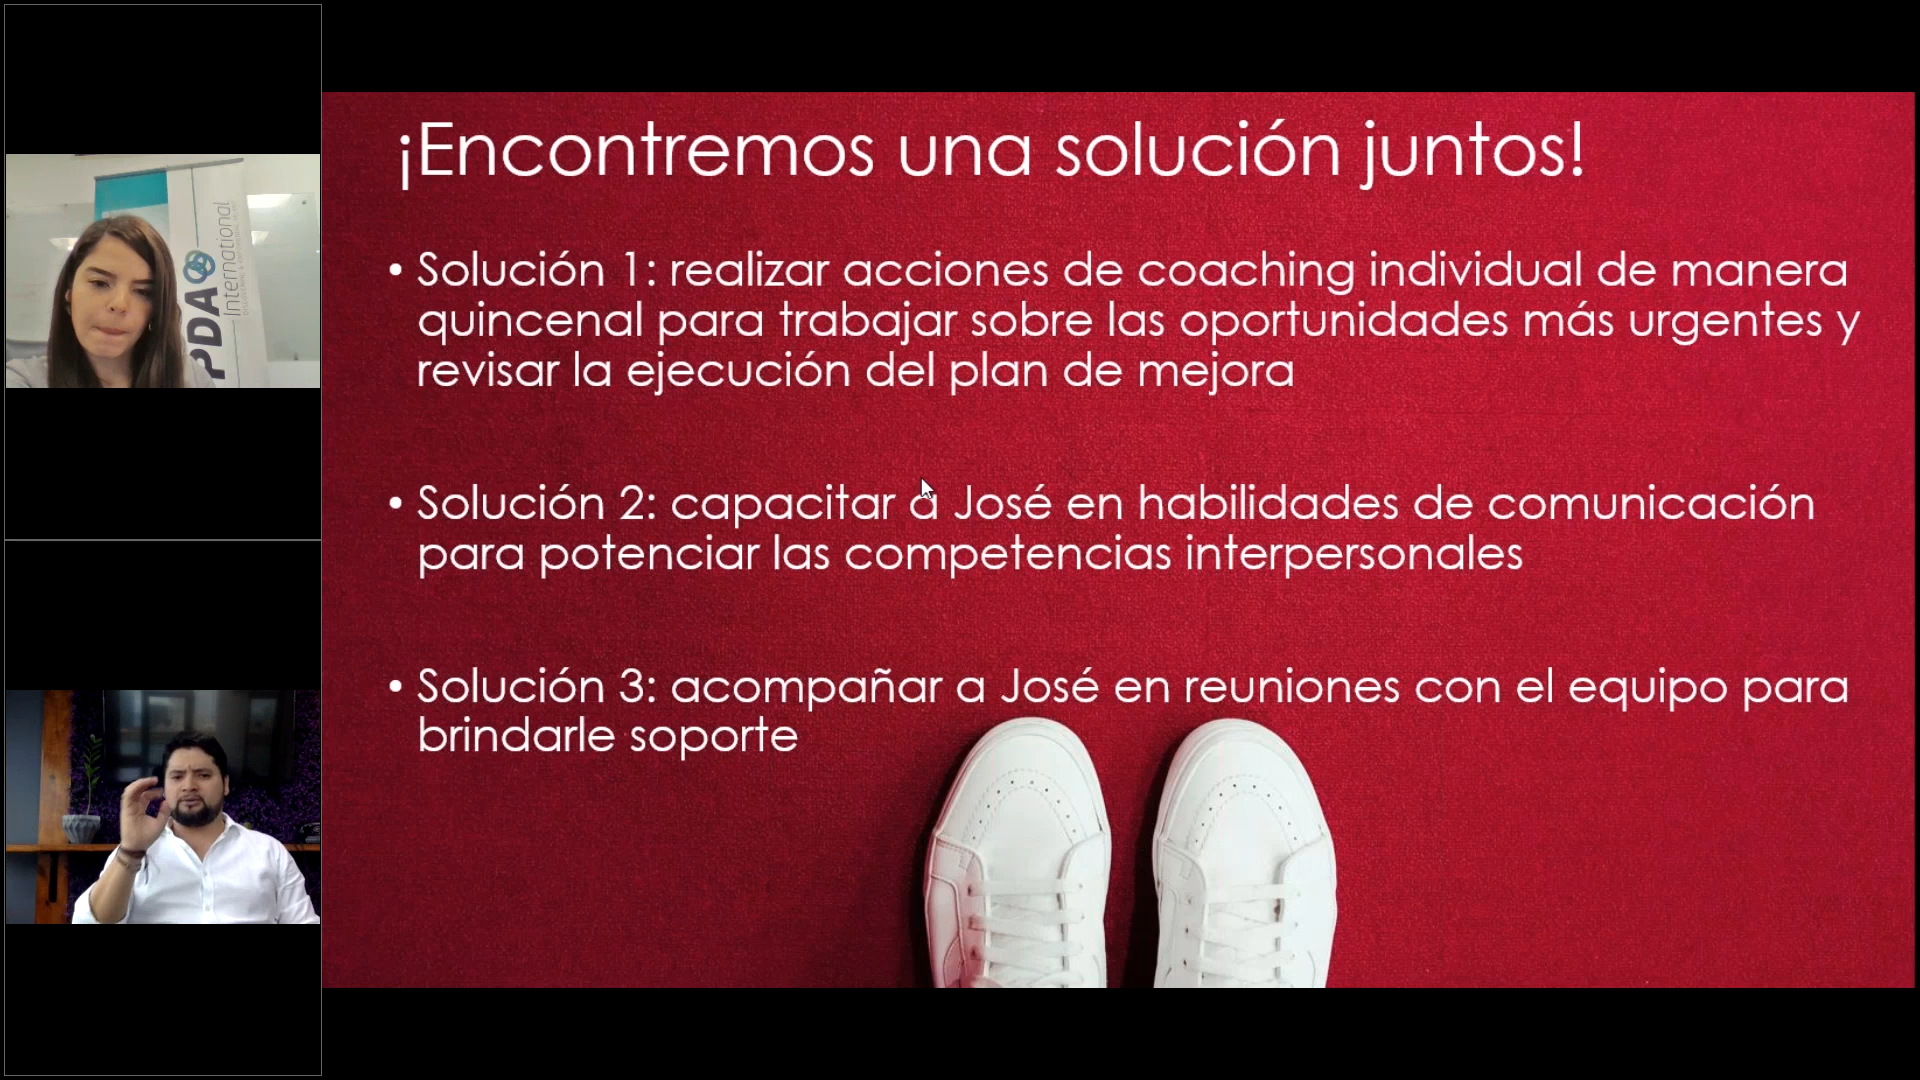 ¡Encontremos una solución juntos!
• Solución 1: realizar acciones de coaching individual de manera
quincenal para trabajar sobre las oportunidades más urgentes y
revisar la ejecución del plan de mejora
• Solución 2: capacitar a José en habilidades de comunicación
para potenciar las competencias interpersonales
• Solución 3: acompañar a José en reuniones con el equipo para
brindarle soporte
PDA
International